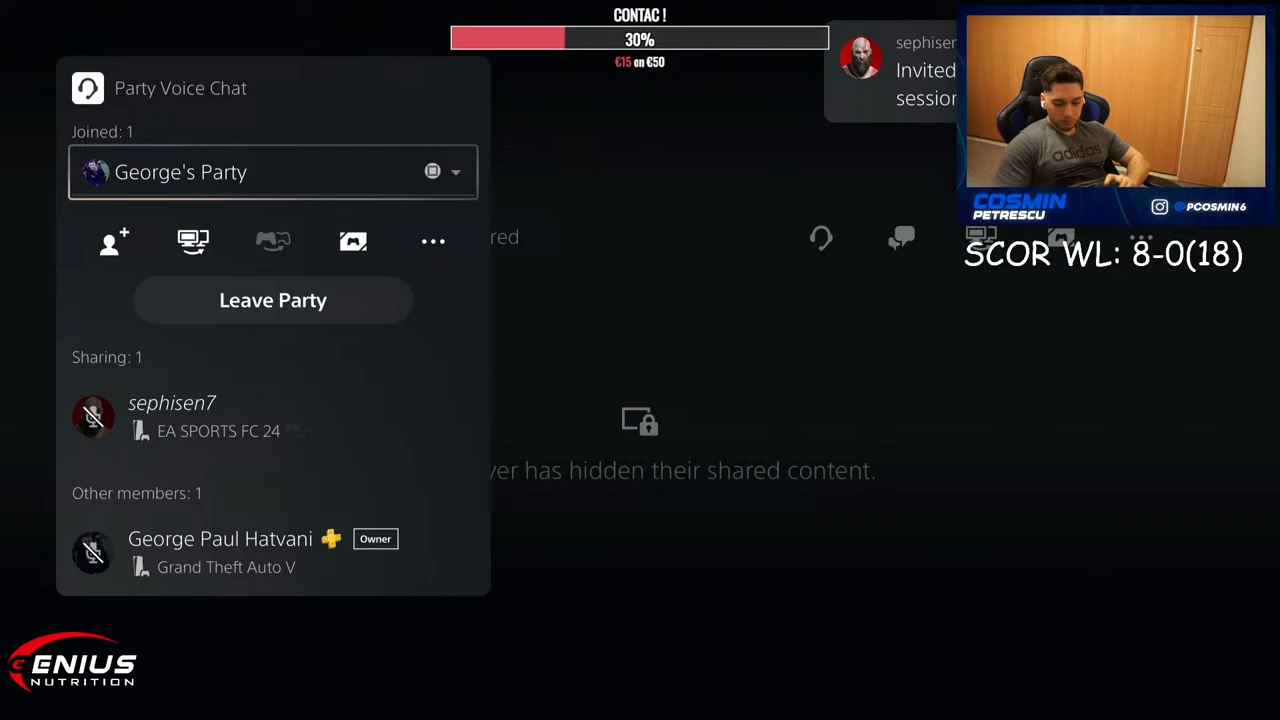 CONTAC !
30%
€15 on €50
Party Voice Chat
Joined: 1
George's Party
Leave Party
Sharing: 1
sephisen7
EA SPORTS FC 24
Other members: 1
George Paul Hatvani
Owner
Grand Theft Auto V
red
ver has hidden their shared content.
sephisen
Invited
session
adidas
COSMIN
PETRESCU
@PCOSMIN6
SCOR WL: 8-0(18)
GENIUS
NUTRITION